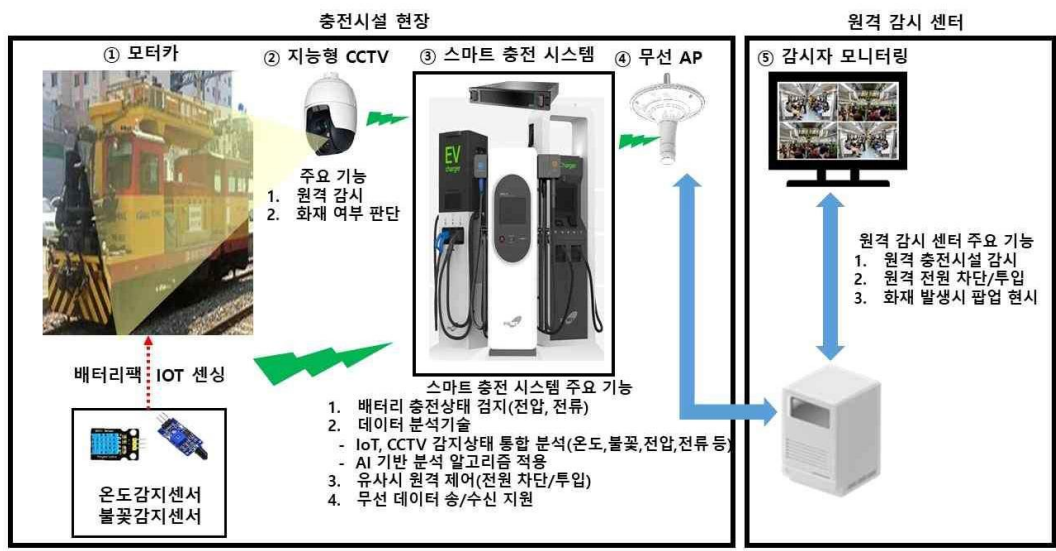 충전시설 현장
원격 감시 센터
① 모터카
② 지능형 CCTV
③ 스마트 충전 시스템
④ 무선 AP
⑤ 감시자 모니터링
EV
charger
Charger
주요 기능
1. 원격 감시
2. 화재 여부 판단
원격 감시 센터 주요 기능
1. 원격 충전시설 감시
2. 원격 전원 차단/투입
3. 화재 발생시 팝업 현시
배터리팩 IOT 센싱
온도감지센서
불꽃감지센서
스마트 충전 시스템 주요 기능
1. 배터리 충전상태 검지(전압, 전류)
2. 데이터 분석기술
- IoT, CCTV 감지상태 통합 분석(온도,불꽃,전압,전류 등)
- AI 기반 분석 알고리즘 적용
3. 유사시 원격 제어(전원 차단/투입)
4. 무선 데이터 송/수신 지원